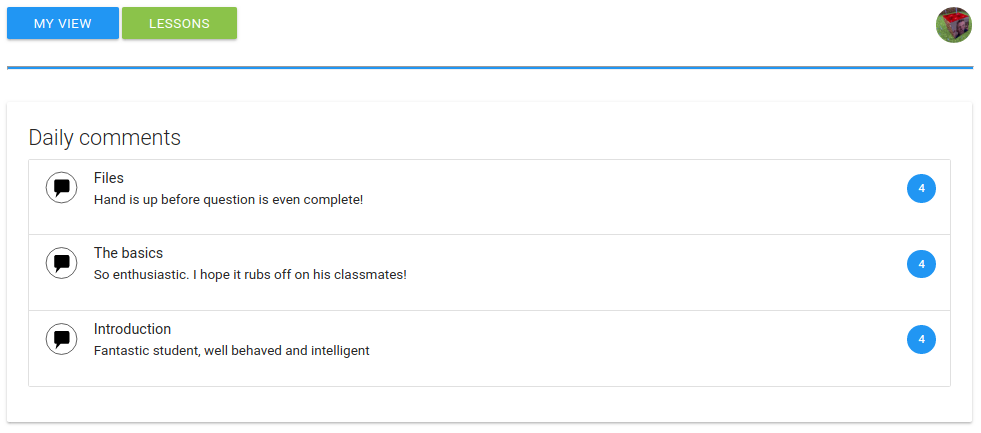 MY VIEW
LESSONS
Daily comments
Files
Hand is up before question is even complete!
4
The basics
So enthusiastic. I hope it rubs off on his classmates!
4
Introduction
Fantastic student, well behaved and intelligent
4